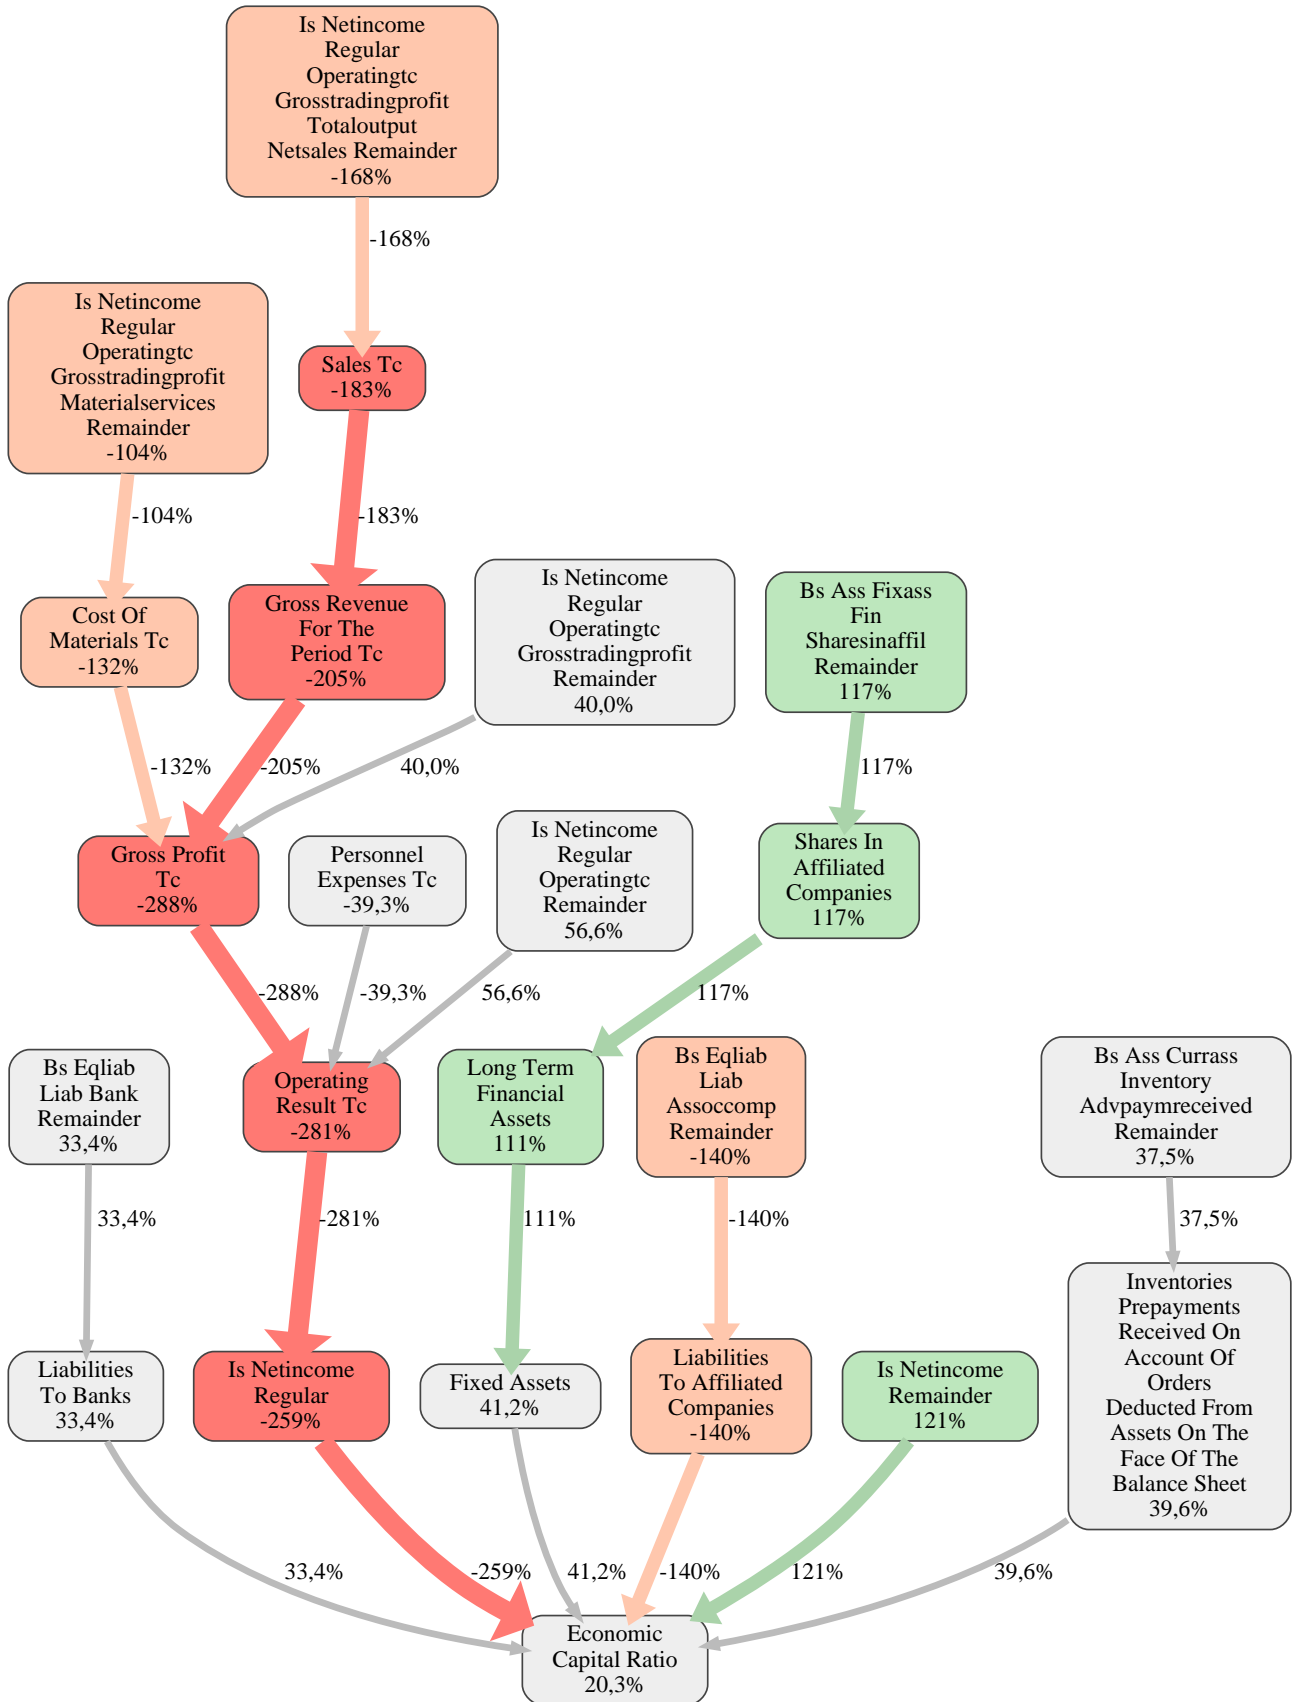 Is Netincome
Regular
Operatingtc
Grosstradingprofit
Totaloutput
Netsales Remainder
-168%
-168%
Is Netincome
Regular
Operatingtc
Grosstradingprofit
Materialservices
Remainder
-104%
Sales Tc
-183%
-104%
-183%
Cost Of
Materials Tc
-132%
Gross Revenue
For The
Period Tc
-205%
Is Netincome
Regular
Operatingtc
Grosstradingprofit
Remainder
40,0%
Bs Ass Fixass
Fin
Sharesinaffil
Remainder
117%
-132%
-205%
40,0%
117%
Gross Profit
Tc
-288%
Personnel
Expenses Tc
-39,3%
Is Netincome
Regular
Operatingtc
Remainder
56,6%
Shares In
Affiliated
Companies
117%
-288%
-39,3%
56,6%
117%
Bs Eqliab
Liab Bank
Remainder
33,4%
Operating
Result Tc
-281%
Long Term
Financial
Assets
111%
Bs Eqliab
Liab
Assoccomp
Remainder
-140%
Bs Ass Currass
Inventory
Advpaymreceived
Remainder
37,5%
33,4%
-281%
111%
-140%
37,5%
Liabilities
To Banks
33,4%
Is Netincome
Regular
-259%
Fixed Assets
41,2%
Liabilities
To Affiliated
Companies
-140%
Is Netincome
Remainder
121%
Inventories
Prepayments
Received On
Account Of
Orders
Deducted From
Assets On The
Face Of The
Balance Sheet
39,6%
33,4%
-259%
41,2%
-140%
121%
39,6%
Economic
Capital Ratio
20,3%